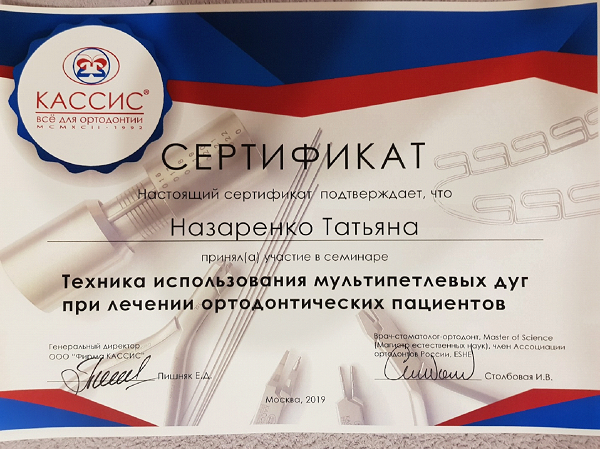 КАССИС®
ВСЁ ДЛЯ ОРТОДОНТИИ
MCMXCII-1992
СЕРТИФИКАТ
Настоящий сертификат подтверждает, что
Назаренко Татьяна
принял(а) участие в семинаре
Техника использования мультипетлевых дуг
при лечении ортодонтических пациентов
Генеральный директор
ООО "Фирма КАССИС"
Пишняк Е.Д.
Врач-стоматолог-ортодонт, Master of Science
(Магистр естественных наук), член Ассоциации
ортодонтов России, ESHE
Столбовая И.В.
Москва, 2019